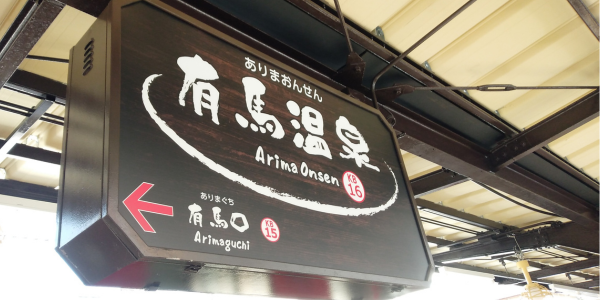 ありまおんせん
有馬温泉
Arima Onsen
KB
16
ありまぐち
有馬口
Arimaguchi
KB
15